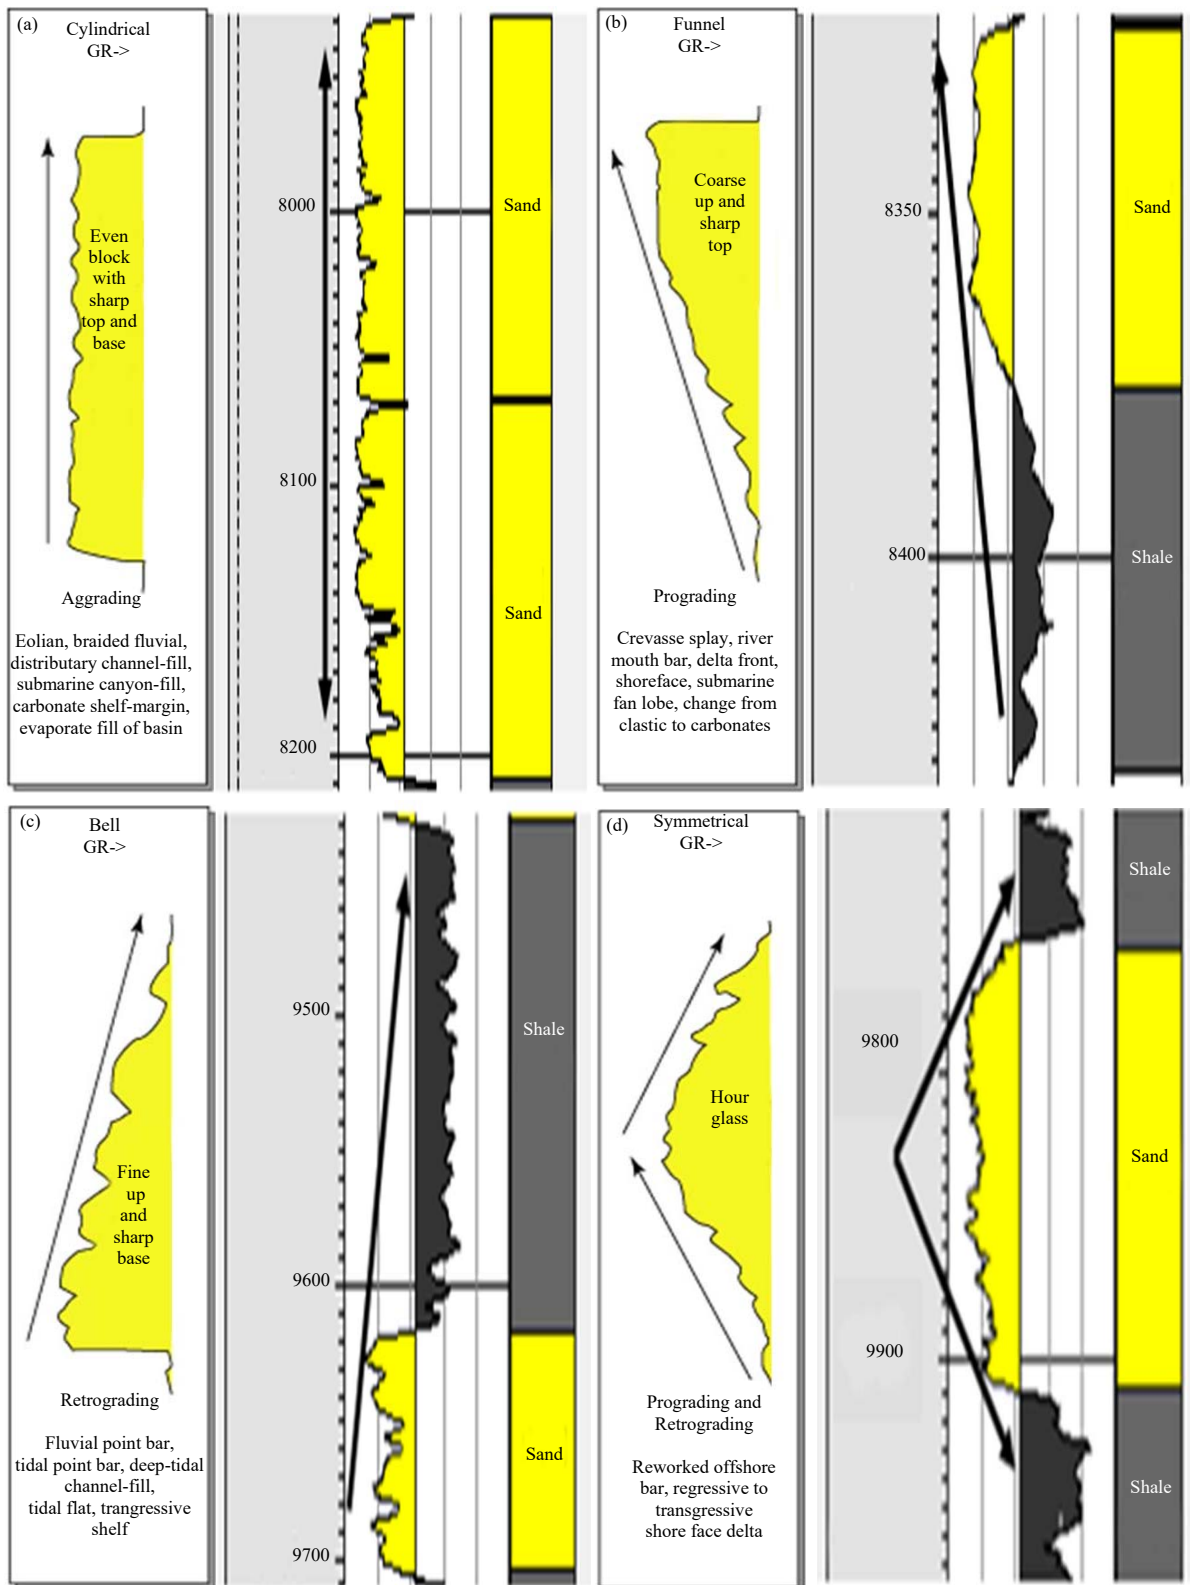 (a)
Cylindrical
GR->
Even
block
with
sharp
top and
base
Aggrading
Eolian, braided fluvial,
distributary channel-fill,
submarine canyon-fill,
carbonate shelf-margin,
evaporate fill of basin
8000
8100
8200
Sand
Sand
(b)
Funnel
GR->
Coarse
up and
sharp
top
Prograding
Crevasse splay, river
mouth bar, delta front,
shoreface, submarine
fan lobe, change from
clastic to carbonates
8350
8400
Sand
Shale
(c)
Bell
GR->
Fine
up
and
sharp
base
Retrograding
Fluvial point bar,
tidal point bar, deep-tidal
channel-fill,
tidal flat, trangressive
shelf
9500
9600
9700
Shale
Sand
(d)
Symmetrical
GR->
Hour
glass
Prograding and
Retrograding
Reworked offshore
bar, regressive to
transgressive
shore face delta
9800
9900
Shale
Sand
Shale